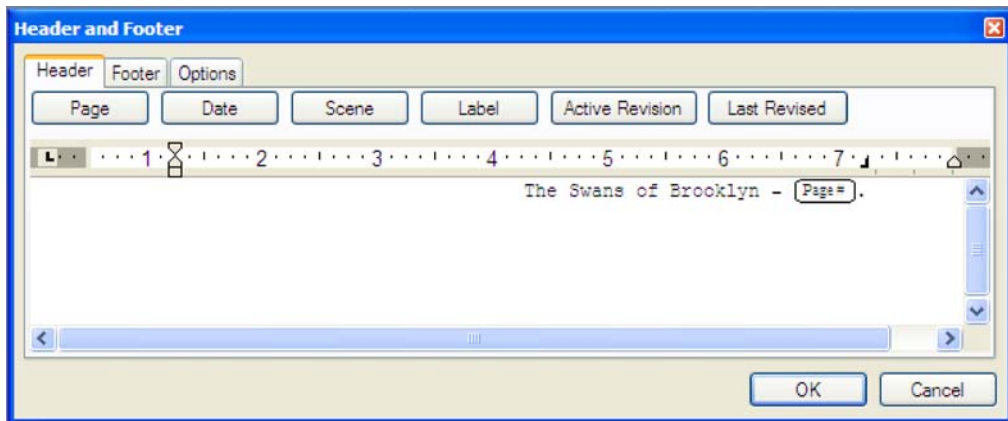 Header and Footer
Header Footer Options
Page Date Scene Label Active Revision Last Revised
L 1 2 3 4 5 6 7
The Swans of Brooklyn - Page# .
OK Cancel